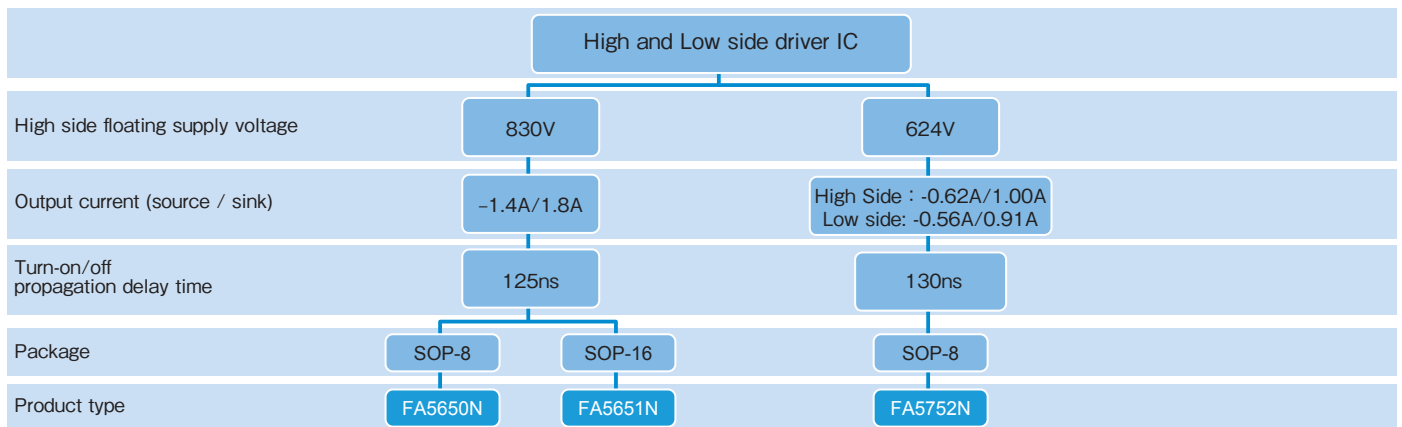 High and Low side driver IC
High side floating supply voltage
830V
624V
Output current (source / sink)
–1.4A/1.8A
High Side：-0.62A/1.00A
Low side: -0.56A/0.91A
Turn-on/off
propagation delay time
125ns
130ns
Package
SOP-8
SOP-16
SOP-8
Product type
FA5650N
FA5651N
FA5752N